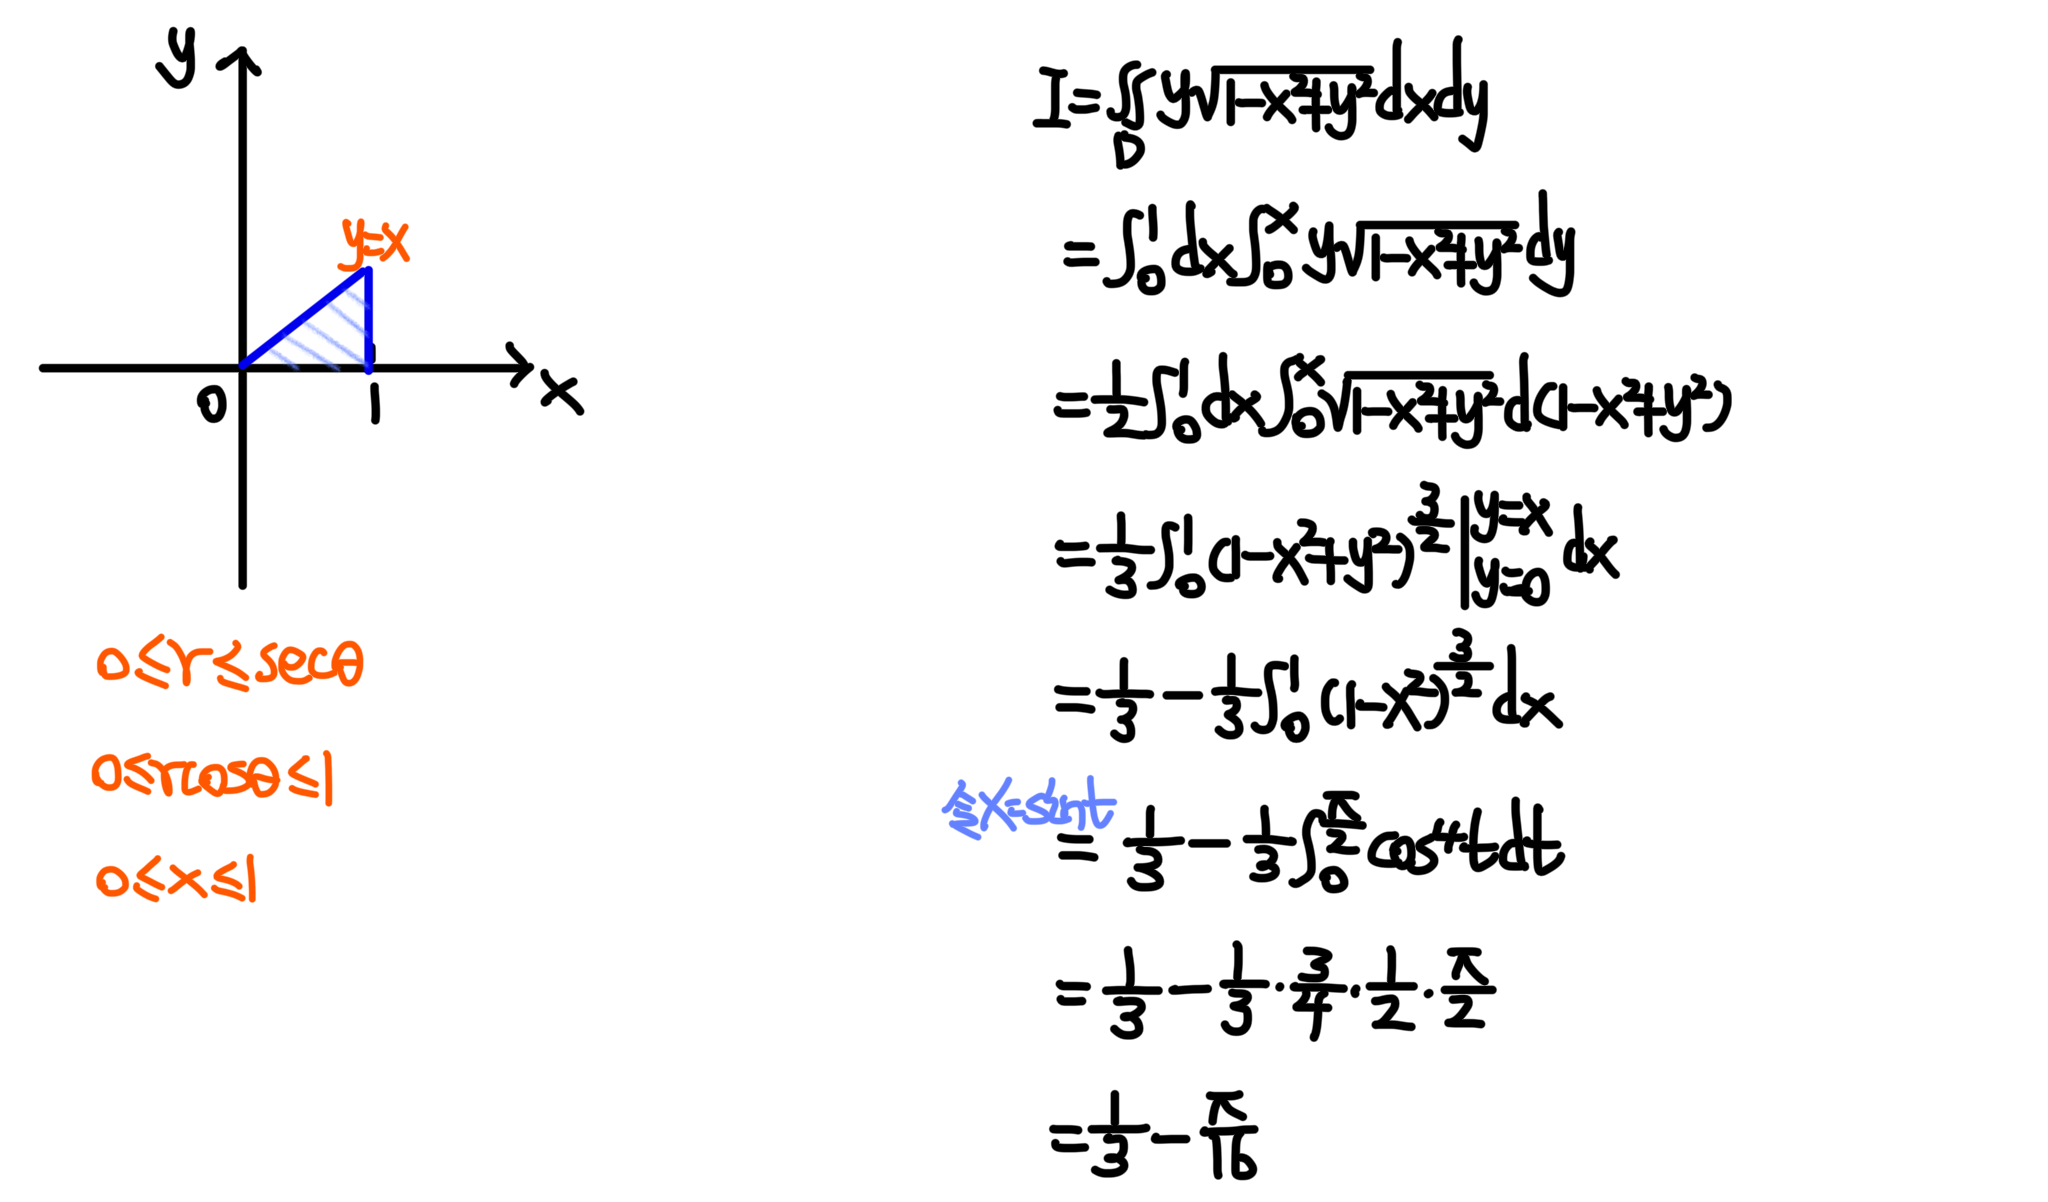 y
y=x
0
1
x
0≤r≤secθ
0≤rcosθ≤1
0≤x≤1
I=∬_D y√(1-x²+y²)dxdy
=∫₀¹dx∫₀ˣy√(1-x²+y²)dy
=1/2∫₀¹dx∫₀ˣ√(1-x²+y²)d(1-x²+y²)
=1/3∫₀¹(1-x²+y²)^(3/2)|y=x y=0 dx
=1/3-1/3∫₀¹(1-x²)^(3/2)dx
令x=sint
=1/3-1/3∫₀^(π/2)cos⁴tdt
=1/3-1/3·3/4·1/2·π/2
=1/3-π/16